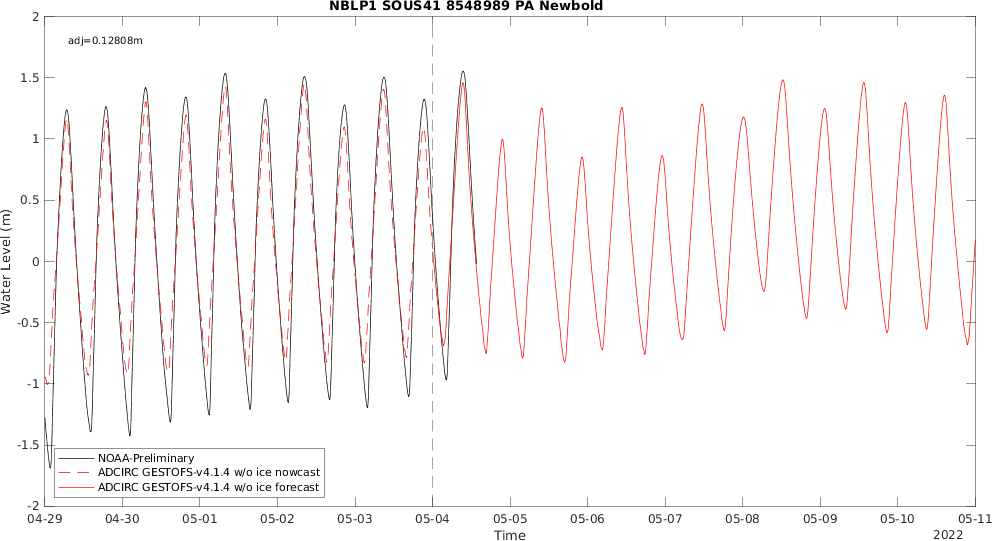 NBLP1 SOUS41 8548989 PA Newbold
adj=0.12808m
2
1.5
1
0.5
0
-0.5
-1
-1.5
-2
Water Level (m)
NOAA-Preliminary
ADCIRC GESTOFS-v4.1.4 w/o ice nowcast
ADCIRC GESTOFS-v4.1.4 w/o ice forecast
04-29 04-30 05-01 05-02 05-03 05-04 05-05 05-06 05-07 05-08 05-09 05-10 05-11
Time
2022